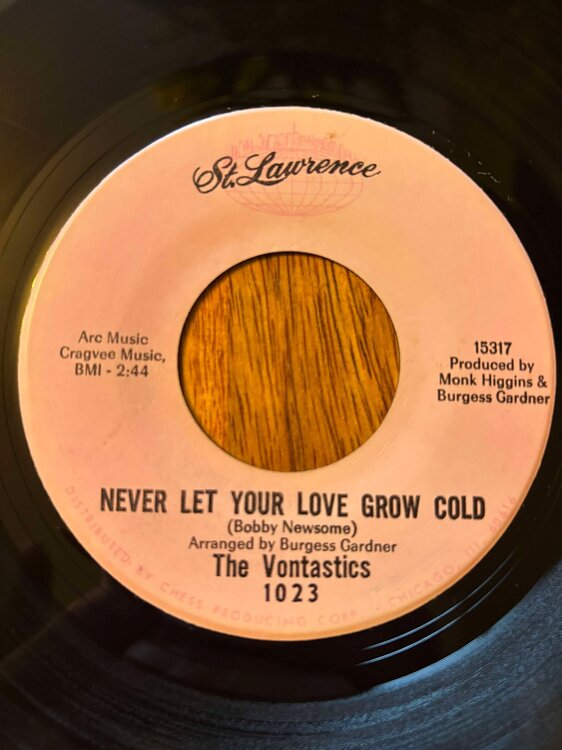 St. Lawrence
Arc Music
Cragvee Music,
BMI - 2:44
15317
Produced by
Monk Higgins &
Burgess Gardner
NEVER LET YOUR LOVE GROW COLD
(Bobby Newsome)
Arranged by Burgess Gardner
The Vontastics
1023
DISTRIBUTED BY CHESS PRODUCING CORP. - CHICAGO, ILL. 60616